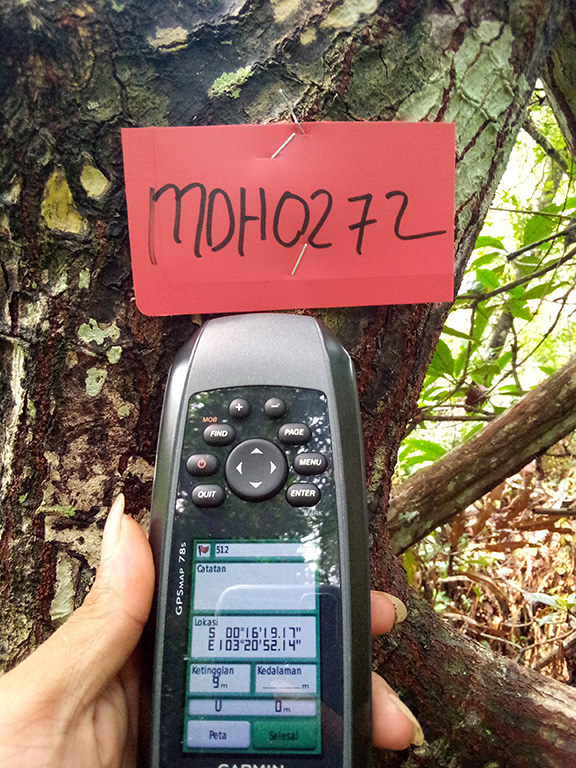 MDH0272
+ −
MOB
FIND PAGE
MENU
QUIT ENTER
MARK
GPSMAP 78s
512
Catatan
Lokasi
S 00°16'19.17"
E 103°20'52.14"
Ketinggian Kedalaman
9m ____m
U 0m
Peta Selesai
GARMIN